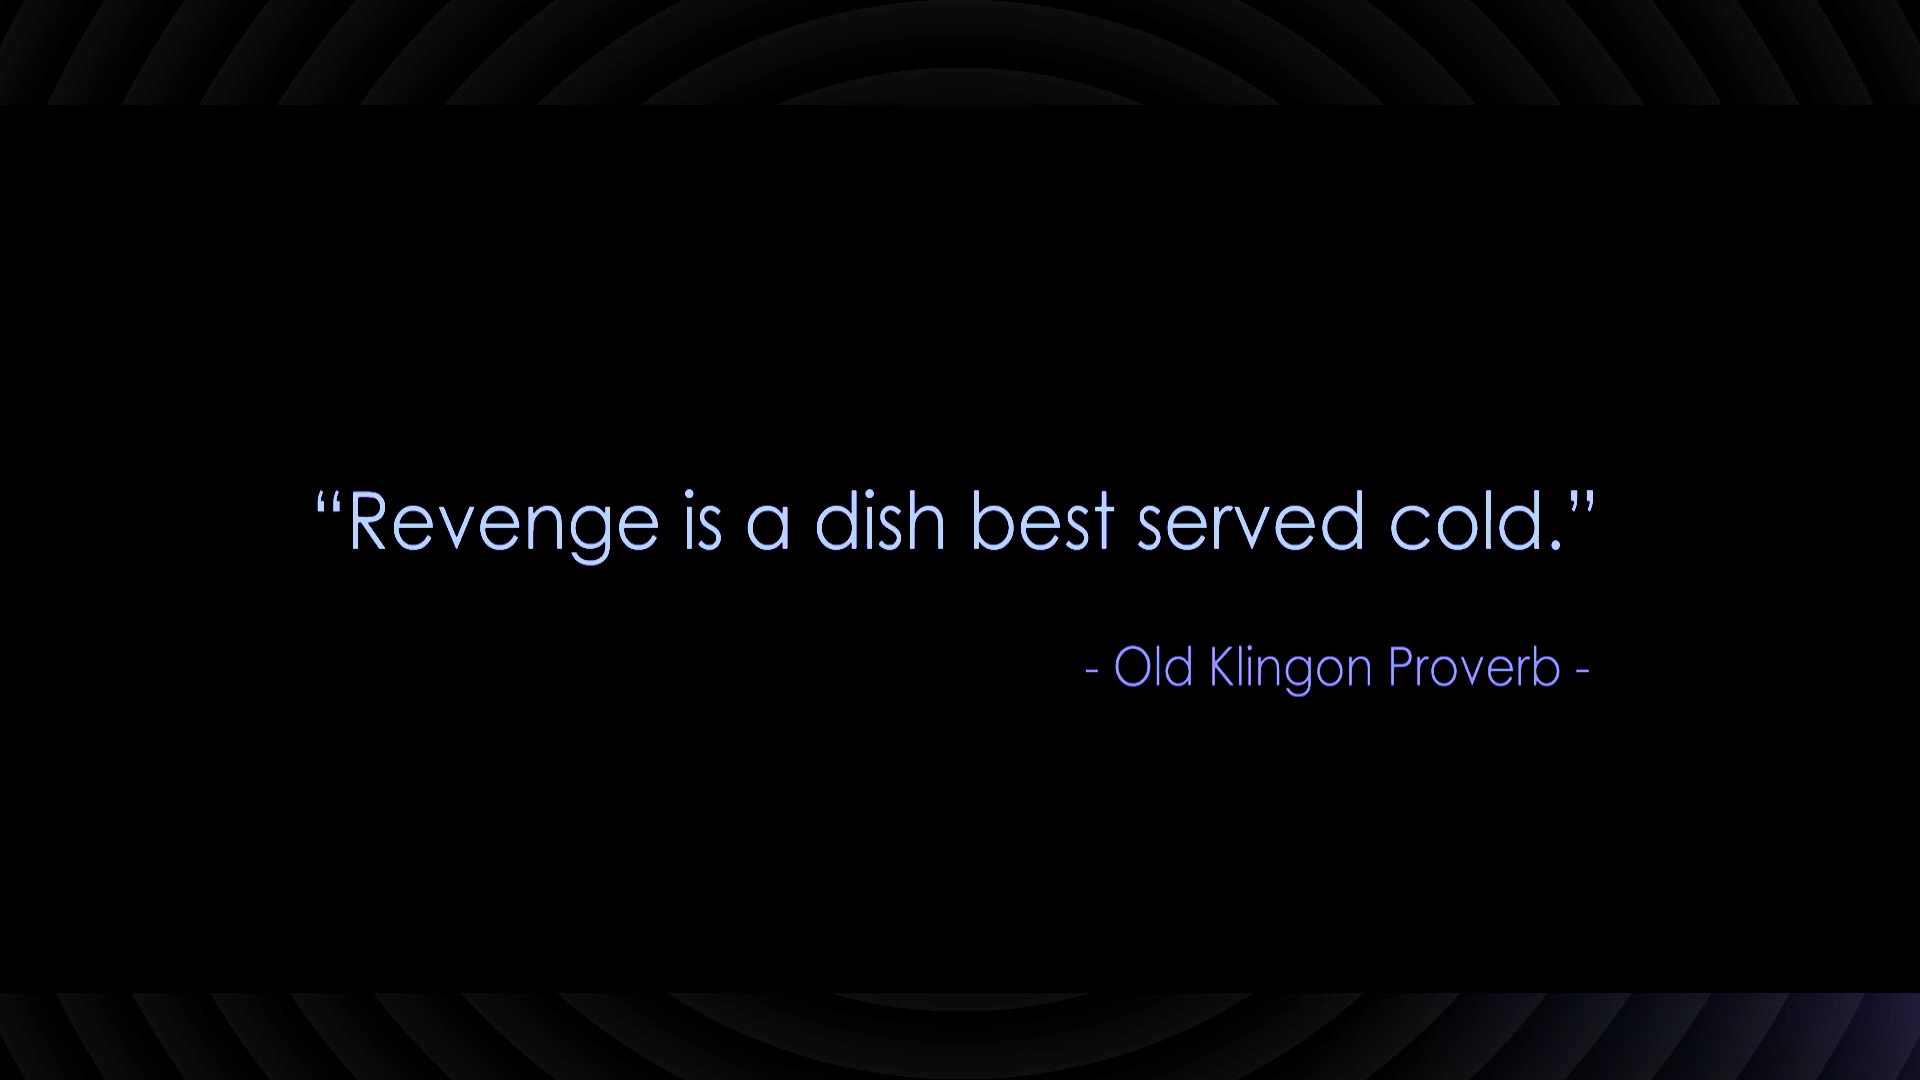 “Revenge is a dish best served cold.”
- Old Klingon Proverb -